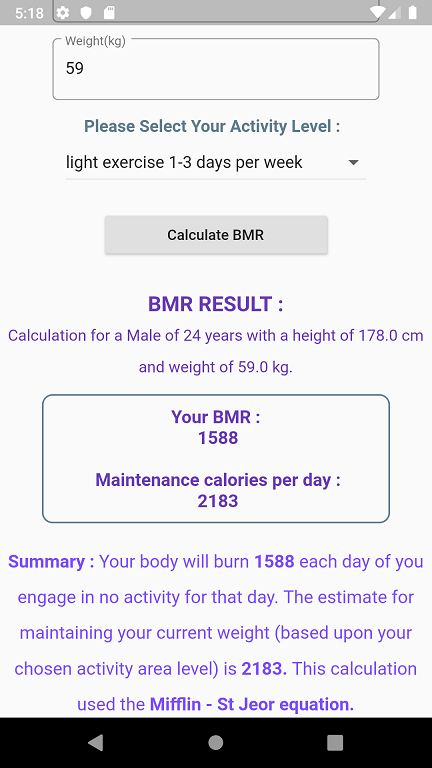 5:18
Weight(kg)
59
Please Select Your Activity Level :
light exercise 1-3 days per week
Calculate BMR
BMR RESULT :
Calculation for a Male of 24 years with a height of 178.0 cm
and weight of 59.0 kg.
Your BMR :
1588
Maintenance calories per day :
2183
Summary : Your body will burn 1588 each day of you
engage in no activity for that day. The estimate for
maintaining your current weight (based upon your
chosen activity area level) is 2183. This calculation
used the Mifflin - St Jeor equation.